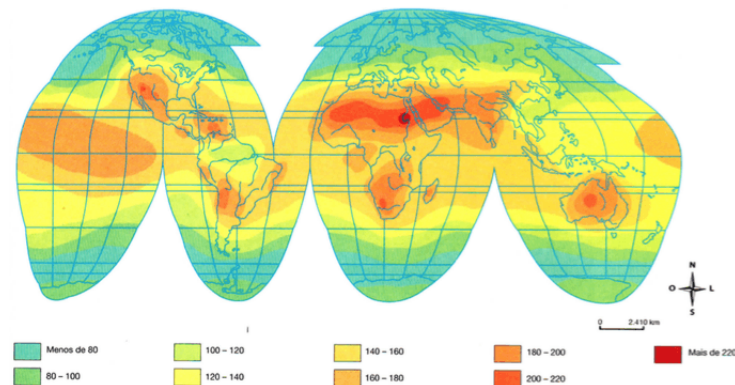 N
O L
S
0 2.410 km
Menos de 80
100 – 120
140 – 160
180 – 200
Mais de 220
80 – 100
120 – 140
160 – 180
200 – 220